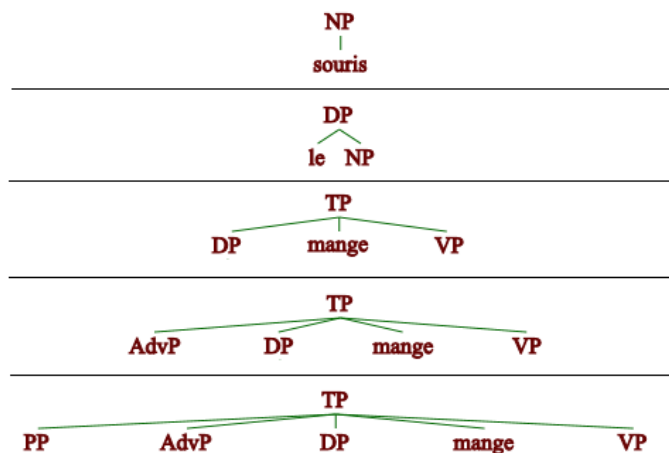 NP
souris
DP
le NP
TP
DP mange VP
TP
AdvP DP mange VP
TP
PP AdvP DP mange VP